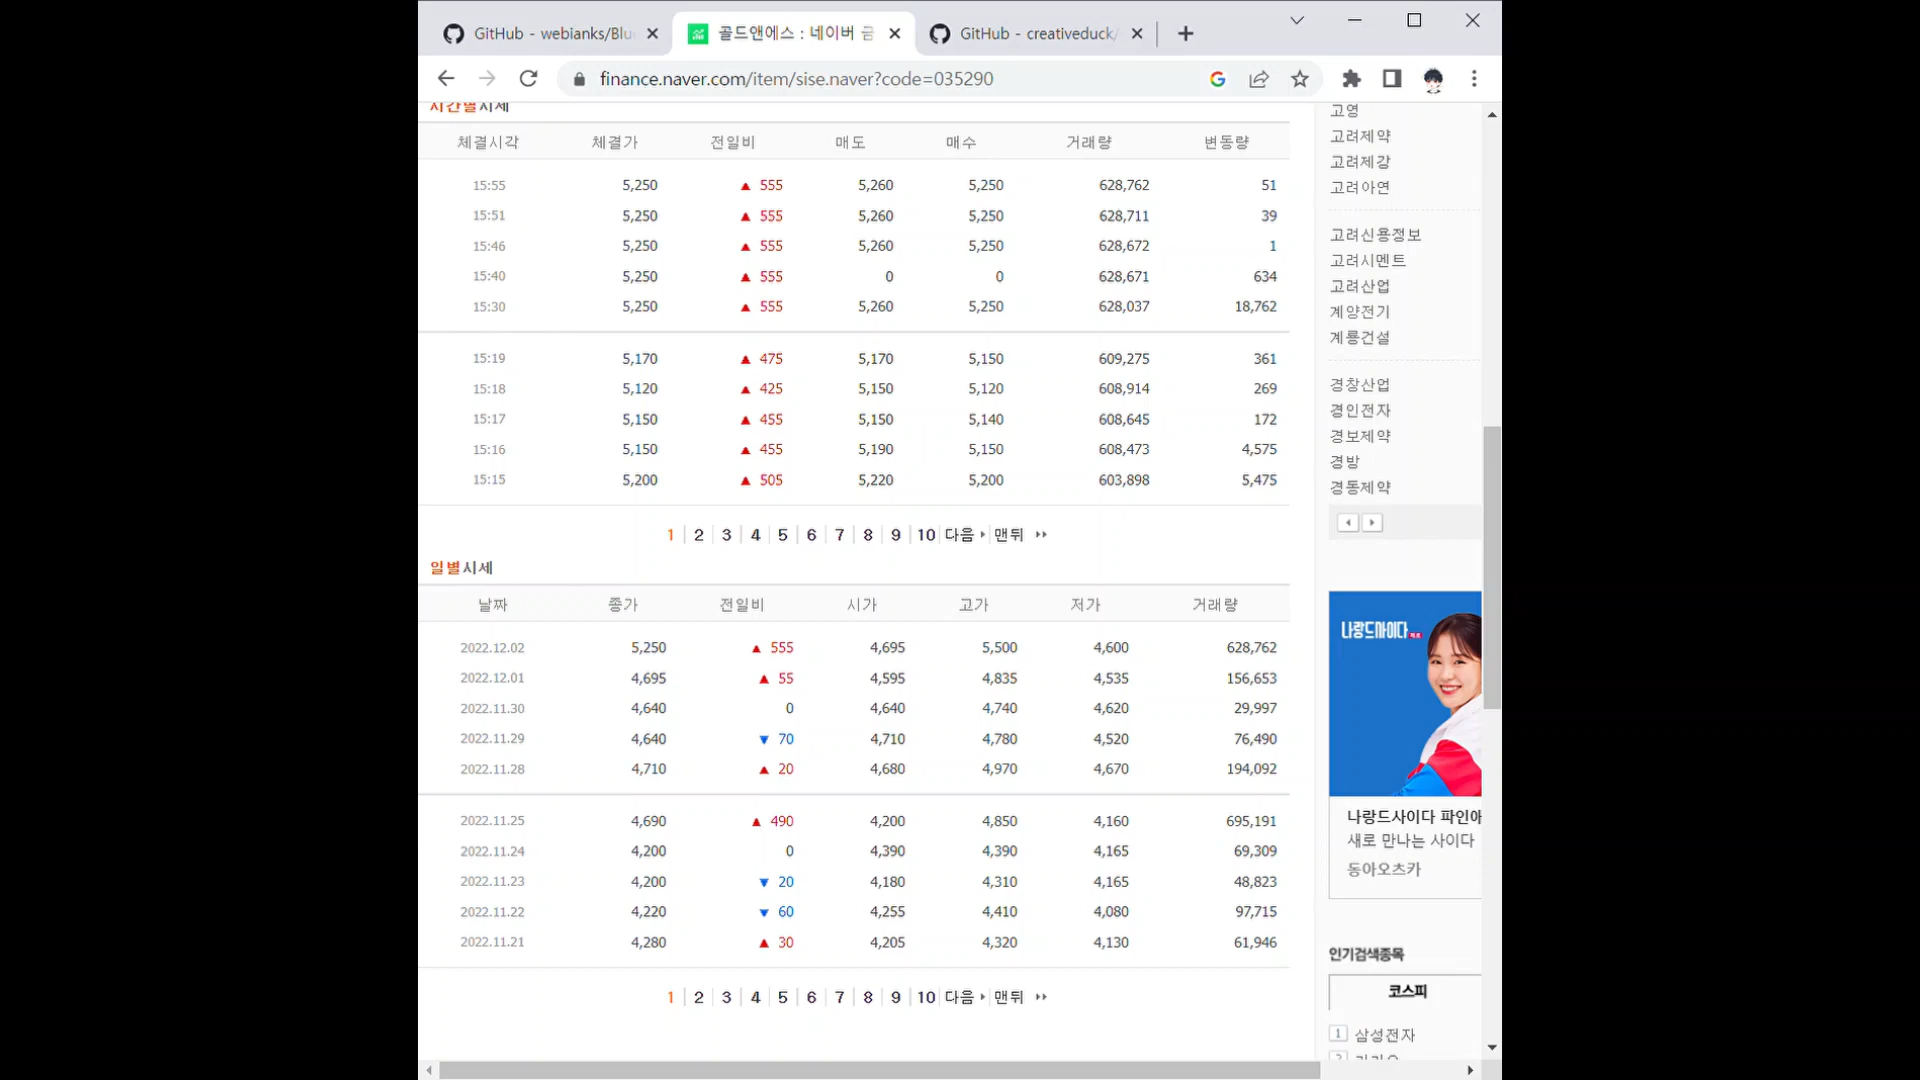 GitHub - webianks/Blu
골드앤에스 : 네이버 금
GitHub - creativeduck/
finance.naver.com/item/sise.naver?code=035290
시간별시세
체결시각 체결가 전일비 매도 매수 거래량 변동량
15:55 5,250 ▲ 555 5,260 5,250 628,762 51
15:51 5,250 ▲ 555 5,260 5,250 628,711 39
15:46 5,250 ▲ 555 5,260 5,250 628,672 1
15:40 5,250 ▲ 555 0 0 628,671 634
15:30 5,250 ▲ 555 5,260 5,250 628,037 18,762
15:19 5,170 ▲ 475 5,170 5,150 609,275 361
15:18 5,120 ▲ 425 5,150 5,120 608,914 269
15:17 5,150 ▲ 455 5,150 5,140 608,645 172
15:16 5,150 ▲ 455 5,190 5,150 608,473 4,575
15:15 5,200 ▲ 505 5,220 5,200 603,898 5,475
1 2 3 4 5 6 7 8 9 10 다음 맨뒤
일별시세
날짜 종가 전일비 시가 고가 저가 거래량
2022.12.02 5,250 ▲ 555 4,695 5,500 4,600 628,762
2022.12.01 4,695 ▲ 55 4,595 4,835 4,535 156,653
2022.11.30 4,640 0 4,640 4,740 4,620 29,997
2022.11.29 4,640 ▼ 70 4,710 4,780 4,520 76,490
2022.11.28 4,710 ▲ 20 4,680 4,970 4,670 194,092
2022.11.25 4,690 ▲ 490 4,200 4,850 4,160 695,191
2022.11.24 4,200 0 4,390 4,390 4,165 69,309
2022.11.23 4,200 ▼ 20 4,180 4,310 4,165 48,823
2022.11.22 4,220 ▼ 60 4,255 4,410 4,080 97,715
2022.11.21 4,280 ▲ 30 4,205 4,320 4,130 61,946
1 2 3 4 5 6 7 8 9 10 다음 맨뒤
고영
고려제약
고려제강
고려아연
고려신용정보
고려시멘트
고려산업
계양전기
계룡건설
경창산업
경인전자
경보제약
경방
경동제약
나랑드사이다
나랑드사이다 파인애
새로 만나는 사이다
동아오츠카
인기검색종목
코스피
1 삼성전자